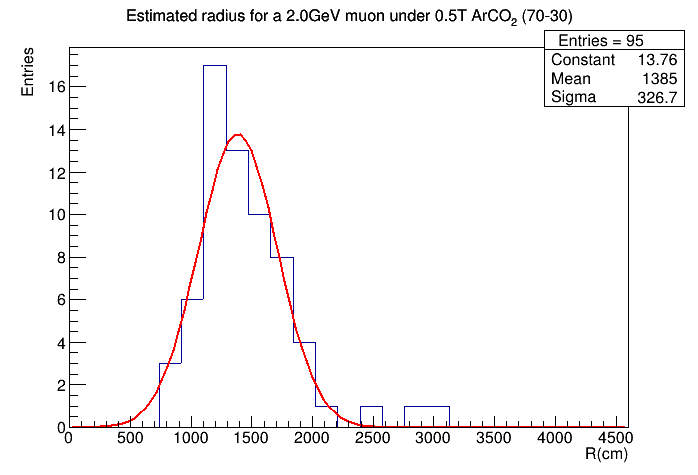 Estimated radius for a 2.0GeV muon under 0.5T ArCO₂ (70-30)
Entries = 95
Constant 13.76
Mean 1385
Sigma 326.7
Entries
16
14
12
10
8
6
4
2
0
0 500 1000 1500 2000 2500 3000 3500 4000 4500
R(cm)